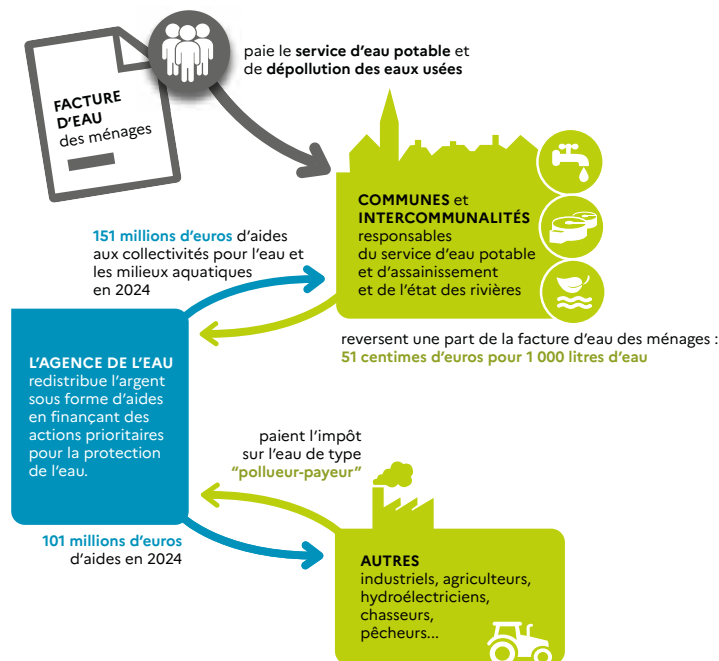 FACTURE
D'EAU
des ménages
paie le service d'eau potable et
de dépollution des eaux usées
COMMUNES et
INTERCOMMUNALITÉS
responsables
du service d'eau potable
et d'assainissement
et de l'état des rivières
151 millions d'euros d'aides
aux collectivités pour l'eau et
les milieux aquatiques
en 2024
reversent une part de la facture d'eau des ménages :
51 centimes d'euros pour 1 000 litres d'eau
L'AGENCE DE L'EAU
redistribue l'argent
sous forme d'aides
en finançant des
actions prioritaires
pour la protection
de l'eau.
paient l'impôt
sur l'eau de type
"pollueur-payeur"
101 millions d'euros
d'aides en 2024
AUTRES
industriels, agriculteurs,
hydroélectriciens,
chasseurs,
pêcheurs...